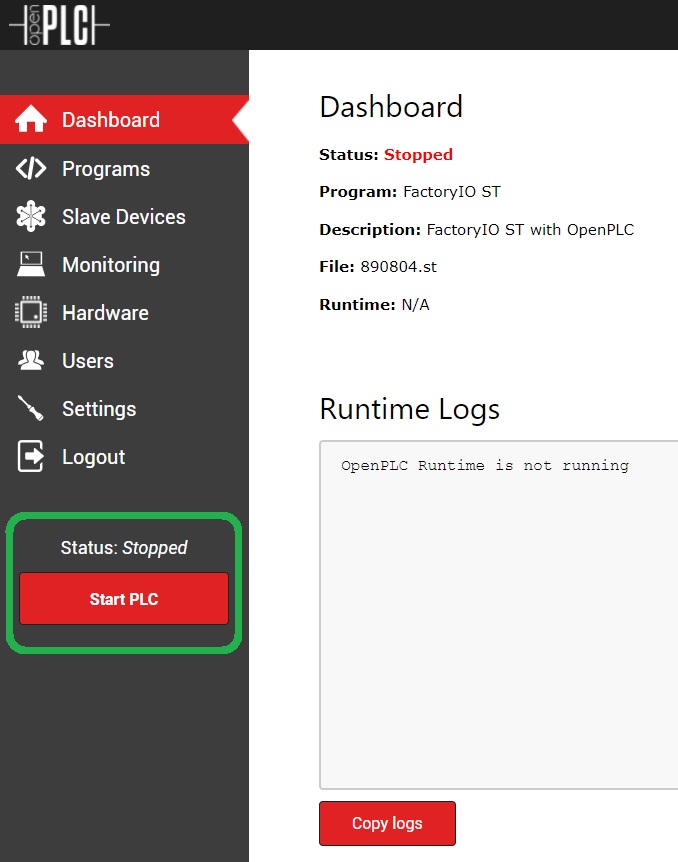 open PLC
Dashboard
Programs
Slave Devices
Monitoring
Hardware
Users
Settings
Logout
Status: Stopped
Start PLC
Dashboard
Status: Stopped
Program: FactoryIO ST
Description: FactoryIO ST with OpenPLC
File: 890804.st
Runtime: N/A
Runtime Logs
OpenPLC Runtime is not running
Copy logs